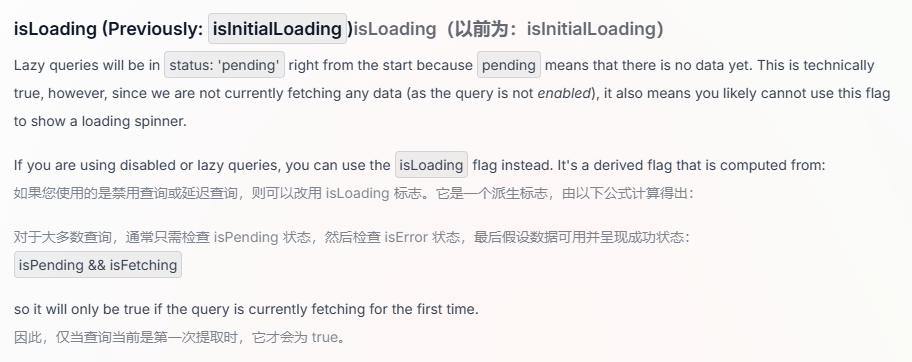 isLoading (Previously: isInitialLoading)isLoading（以前为：isInitialLoading）
Lazy queries will be in status: 'pending' right from the start because pending means that there is no data yet. This is technically
true, however, since we are not currently fetching any data (as the query is not enabled), it also means you likely cannot use this flag
to show a loading spinner.
If you are using disabled or lazy queries, you can use the isLoading flag instead. It's a derived flag that is computed from:
如果您使用的是禁用查询或延迟查询，则可以改用 isLoading 标志。它是一个派生标志，由以下公式计算得出：
对于大多数查询，通常只需检查 isPending 状态，然后检查 isError 状态，最后假设数据可用并呈现成功状态：
isPending && isFetching
so it will only be true if the query is currently fetching for the first time.
因此，仅当查询当前是第一次提取时，它才会为 true。